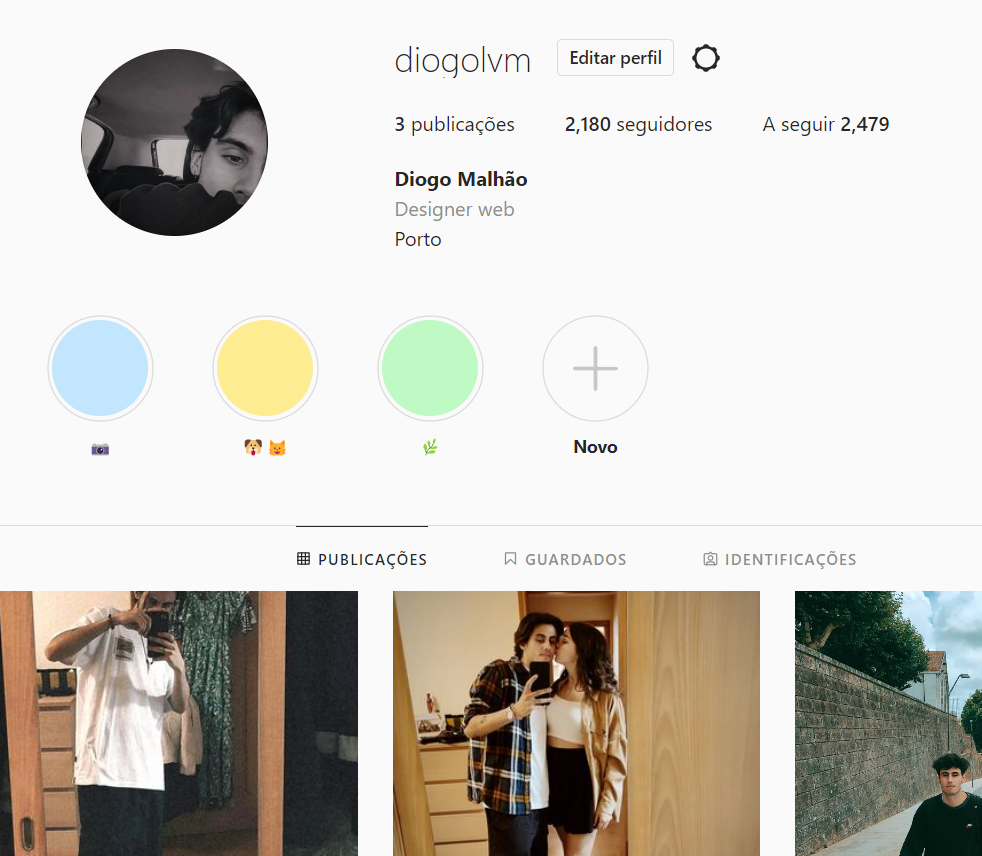 diogolvm Editar perfil
3 publicações 2,180 seguidores A seguir 2,479
Diogo Malhão
Designer web
Porto
Novo
PUBLICAÇÕES GUARDADOS IDENTIFICAÇÕES